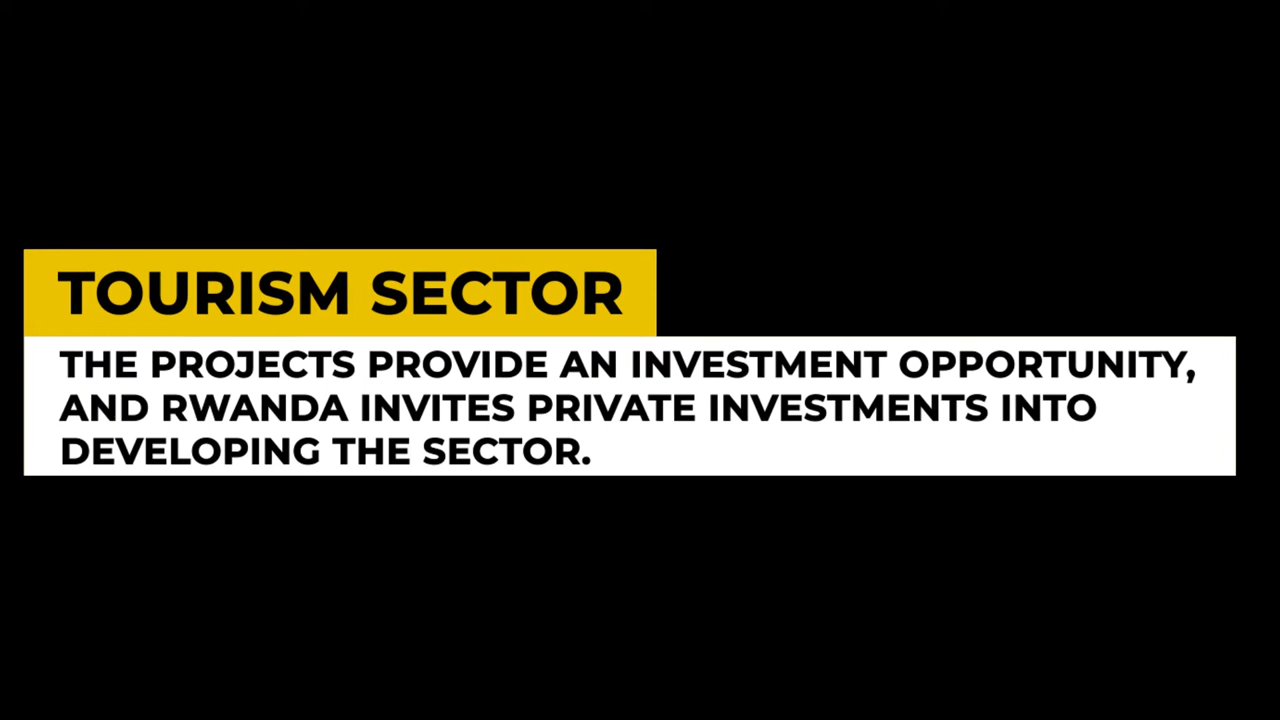 TOURISM SECTOR
THE PROJECTS PROVIDE AN INVESTMENT OPPORTUNITY,
AND RWANDA INVITES PRIVATE INVESTMENTS INTO
DEVELOPING THE SECTOR.